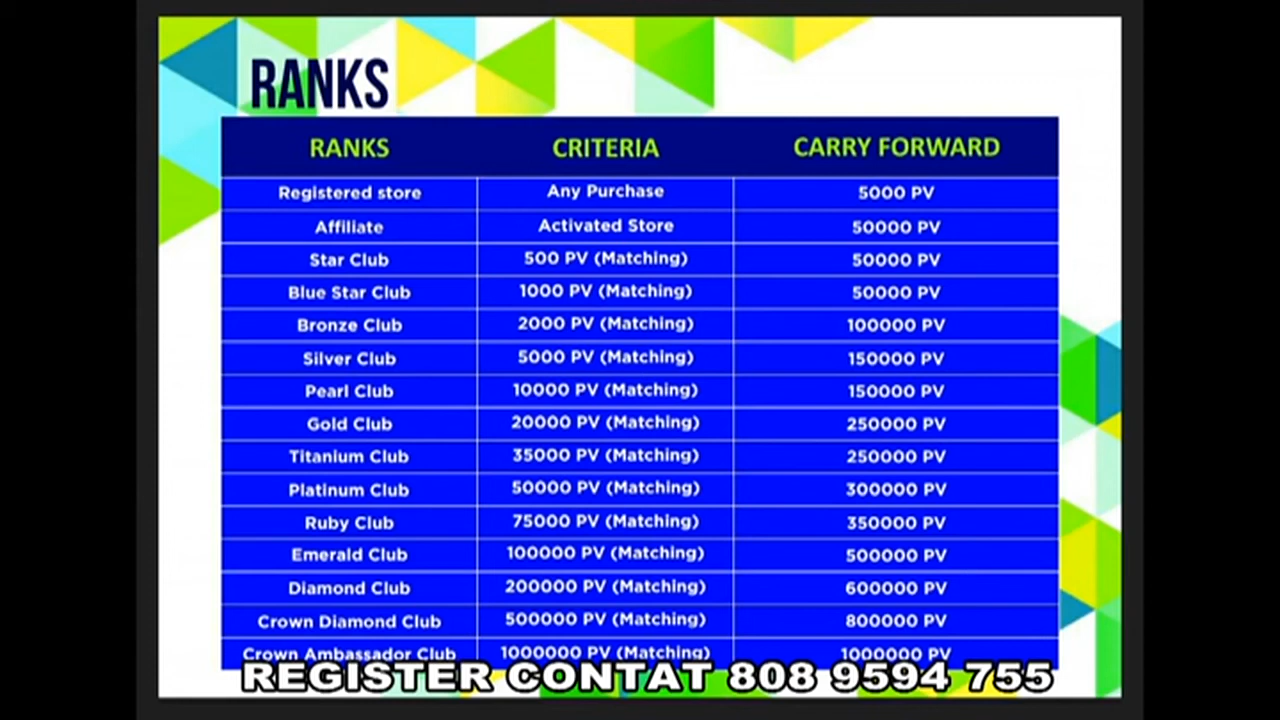 RANKS
RANKS CRITERIA CARRY FORWARD
Registered store Any Purchase 5000 PV
Affiliate Activated Store 50000 PV
Star Club 500 PV (Matching) 50000 PV
Blue Star Club 1000 PV (Matching) 50000 PV
Bronze Club 2000 PV (Matching) 100000 PV
Silver Club 5000 PV (Matching) 150000 PV
Pearl Club 10000 PV (Matching) 150000 PV
Gold Club 20000 PV (Matching) 250000 PV
Titanium Club 35000 PV (Matching) 250000 PV
Platinum Club 50000 PV (Matching) 300000 PV
Ruby Club 75000 PV (Matching) 350000 PV
Emerald Club 100000 PV (Matching) 500000 PV
Diamond Club 200000 PV (Matching) 600000 PV
Crown Diamond Club 500000 PV (Matching) 800000 PV
Crown Ambassador Club 1000000 PV (Matching) 1000000 PV
REGISTER CONTAT 808 9594 755